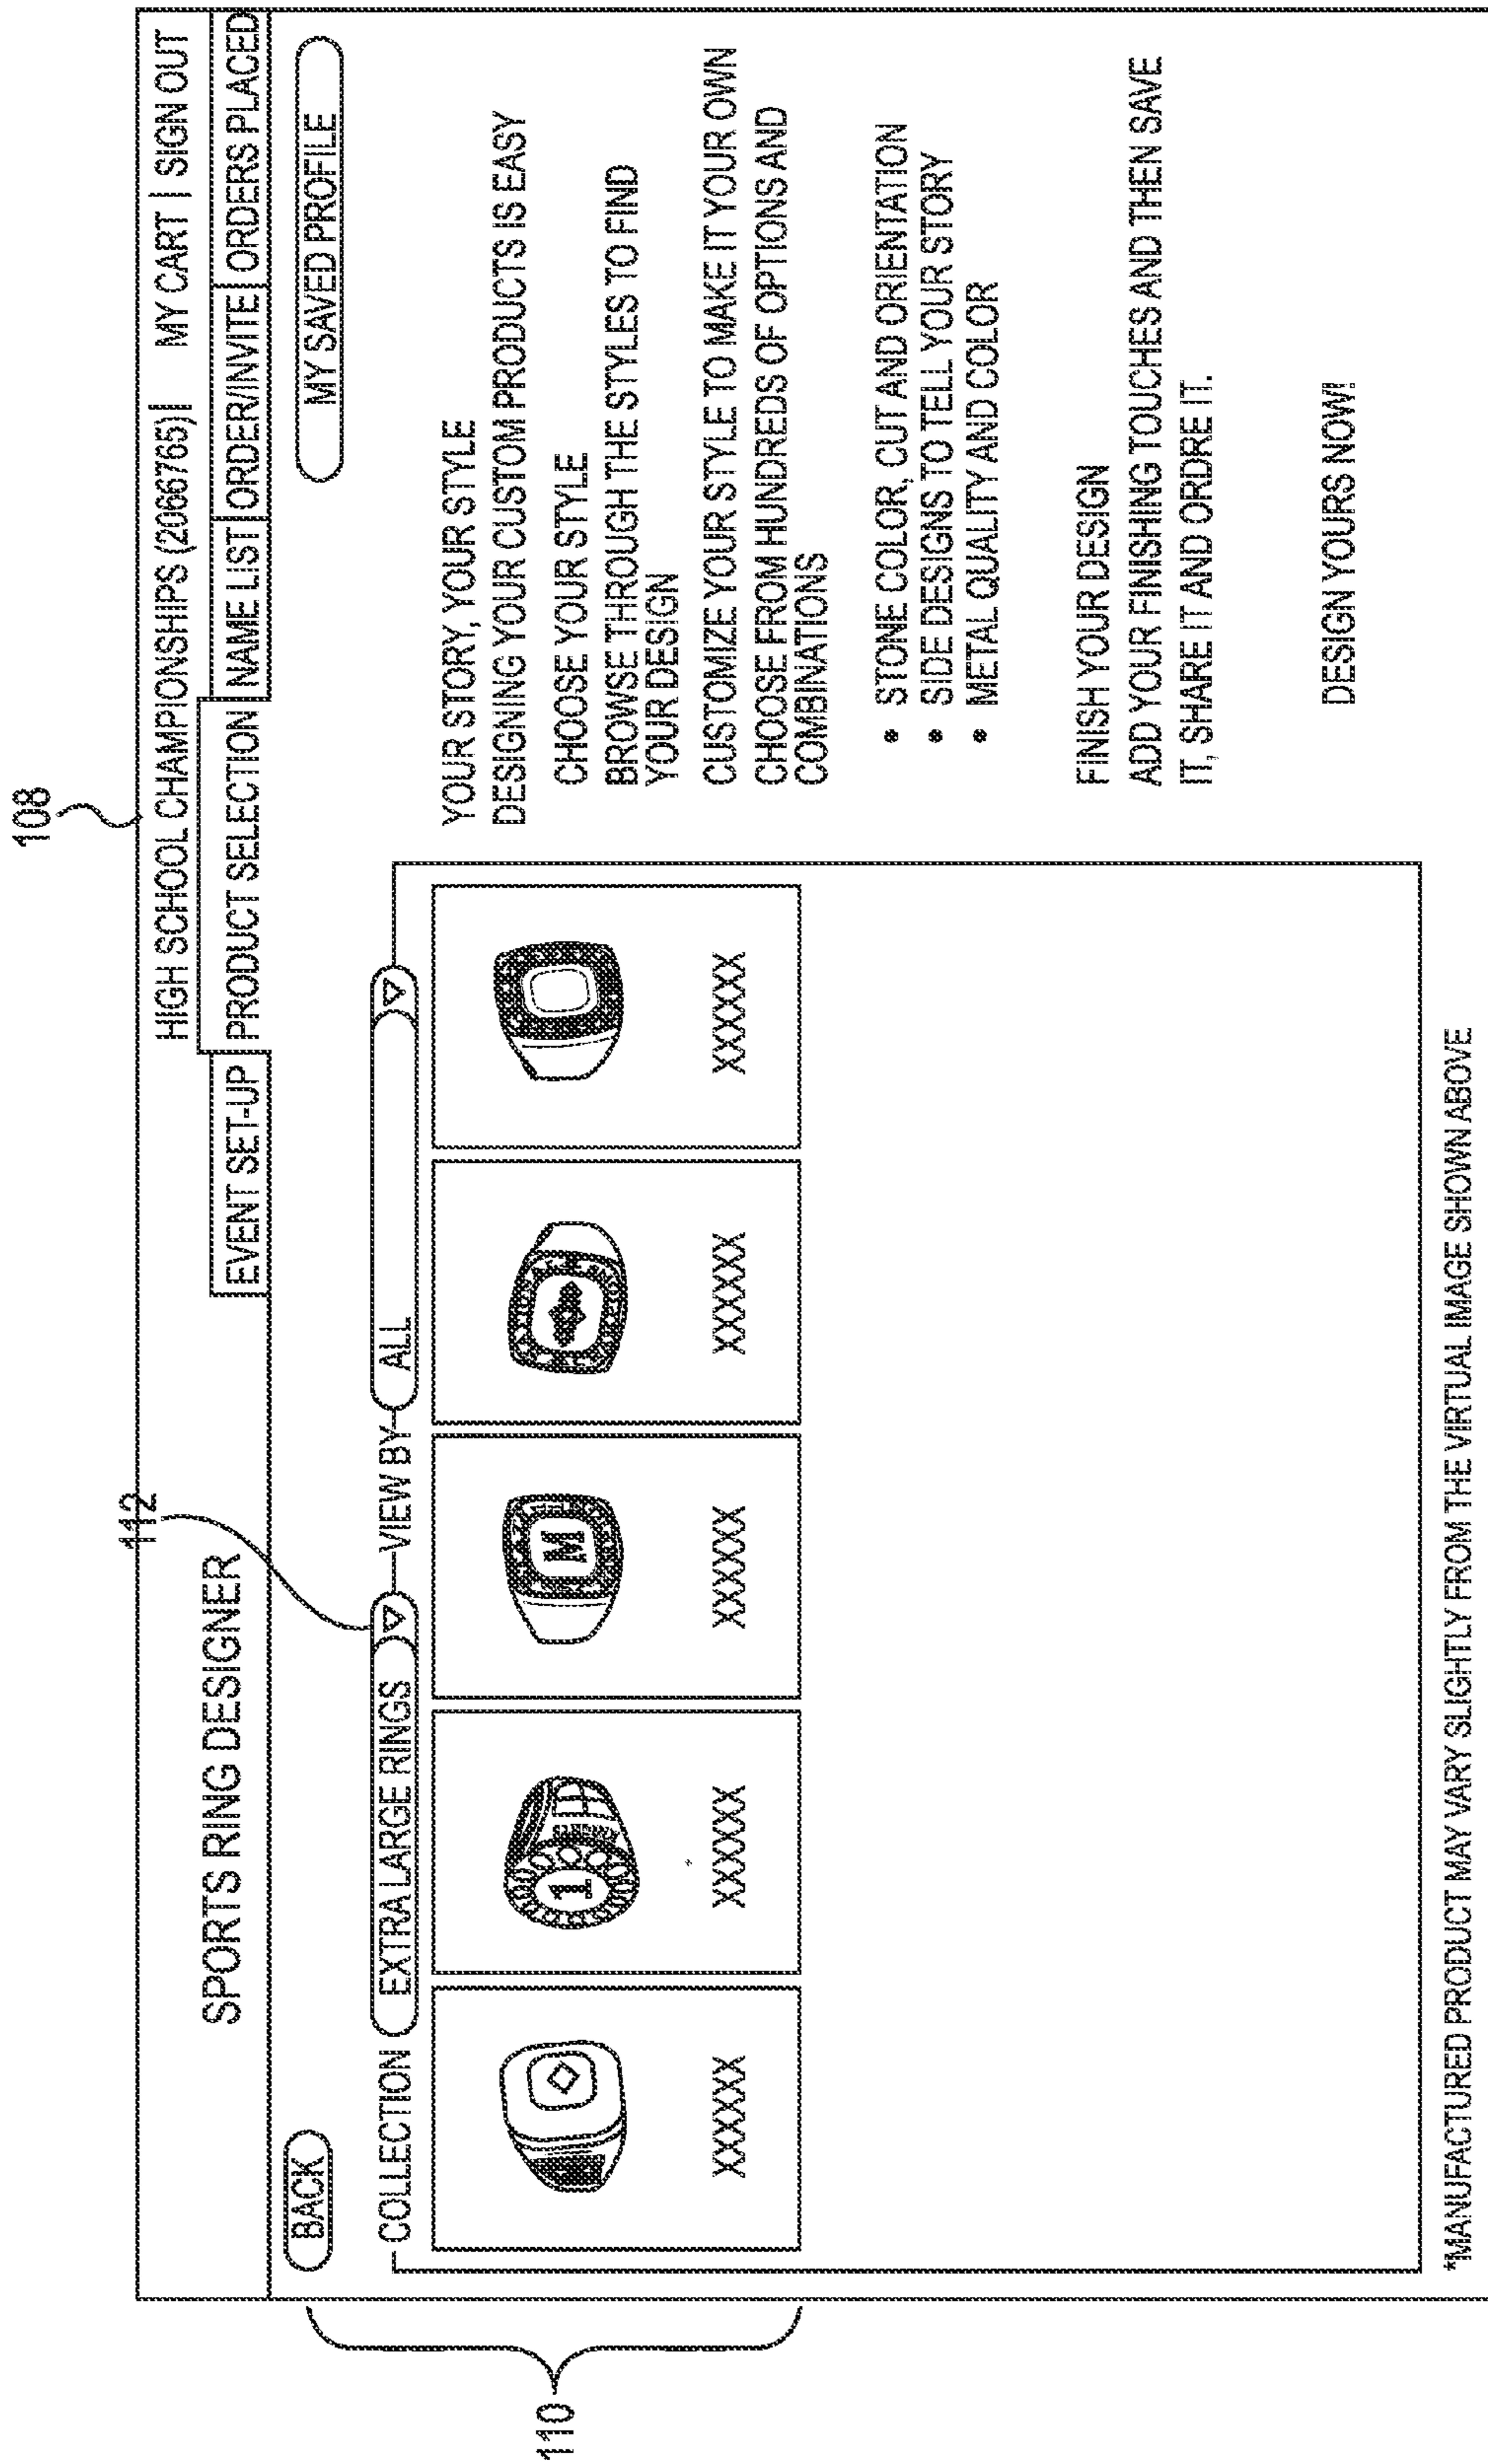 108
HIGH SCHOOL CHAMPIONSHIPS (2066765)| MY CART | SIGN OUT
112
SPORTS RING DESIGNER
EVENT SET-UP PRODUCT SELECTION NAME LIST ORDER/INVITE ORDERS PLACED
BACK
MY SAVED PROFILE
COLLECTION EXTRA LARGE RINGS VIEW BY ALL
M
1
XXXXX XXXXXX XXXXXX XXXXXX XXXXXX
110
YOUR STORY, YOUR STYLE
DESIGNING YOUR CUSTOM PRODUCTS IS EASY
CHOOSE YOUR STYLE
BROWSE THROUGH THE STYLES TO FIND
YOUR DESIGN
CUSTOMIZE YOUR STYLE TO MAKE IT YOUR OWN
CHOOSE FROM HUNDREDS OF OPTIONS AND
COMBINATIONS
• STONE COLOR, CUT AND ORIENTATION
• SIDE DESIGNS TO TELL YOUR STORY
• METAL QUALITY AND COLOR
FINISH YOUR DESIGN
ADD YOUR FINISHING TOUCHES AND THEN SAVE
IT, SHARE IT AND ORDRE IT.
DESIGN YOURS NOW!
*MANUFACTURED PRODUCT MAY VARY SLIGHTLY FROM THE VIRTUAL IMAGE SHOWN ABOVE